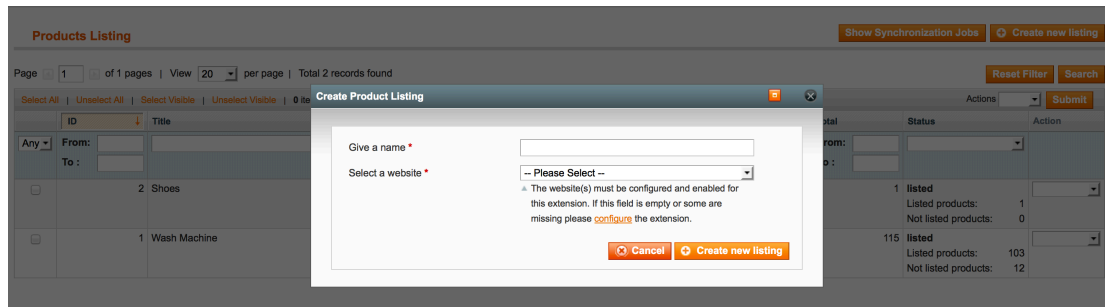 Products Listing
Show Synchronization Jobs
Create new listing
Page 1 of 1 pages | View 20 per page | Total 2 records found
Reset Filter
Search
Select All | Unselect All | Select Visible | Unselect Visible | 0 ite
Actions
Submit
Create Product Listing
ID
Title
otal
Status
Action
Any
From:
To :
rom:
o :
Give a name *
Select a website *
-- Please Select --
The website(s) must be configured and enabled for
this extension. If this field is empty or some are
missing please configure the extension.
Cancel
Create new listing
2 Shoes
1 listed
Listed products: 1
Not listed products: 0
1 Wash Machine
115 listed
Listed products: 103
Not listed products: 12